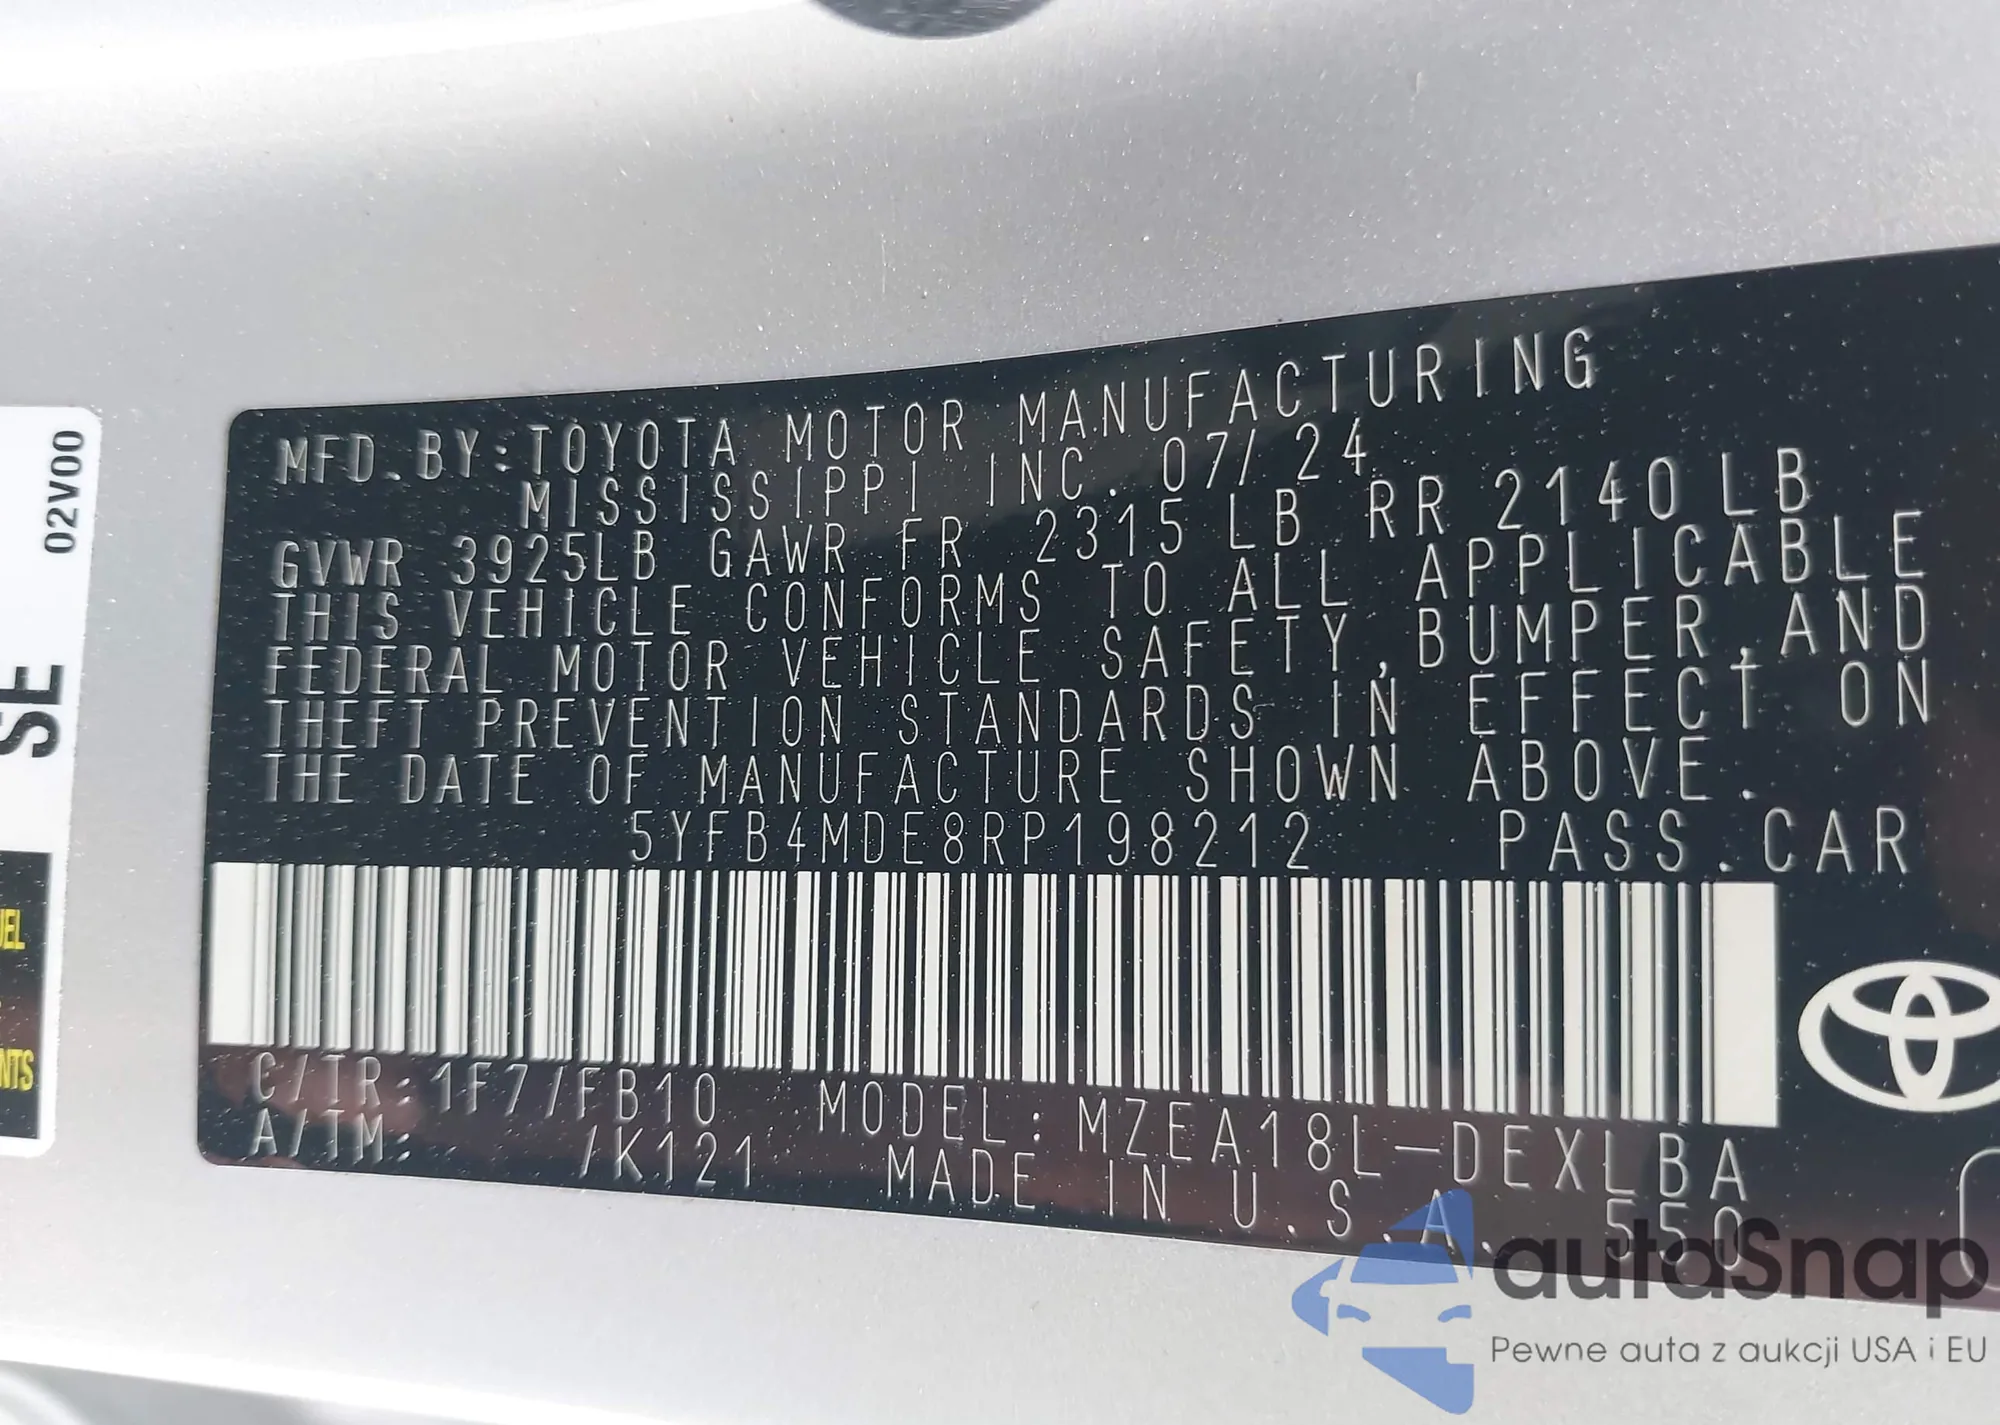 MFD. BY: TOYOTA MOTOR MANUFACTURING
MISSISSIPPI INC. 07/24
GVWR 3925LB GAWR FR 2315 LB RR 2140 LB
THIS VEHICLE CONFORMS TO ALL APPLICABLE
FEDERAL MOTOR VEHICLE SAFETY, BUMPER, AND
THEFT PREVENTION STANDARDS IN EFFECT ON
THE DATE OF MANUFACTURE SHOWN ABOVE.
5YFB4MDE8RP198212 PASS. CAR
C/TR: 1F7/FB10 MODEL: MZEA18L-DEXLBA
A/TM: /K121 MADE IN U.S.A. 550
02V00
SE
UEL
NTS
autoSnap
Pewne auta z aukcji USA i EU